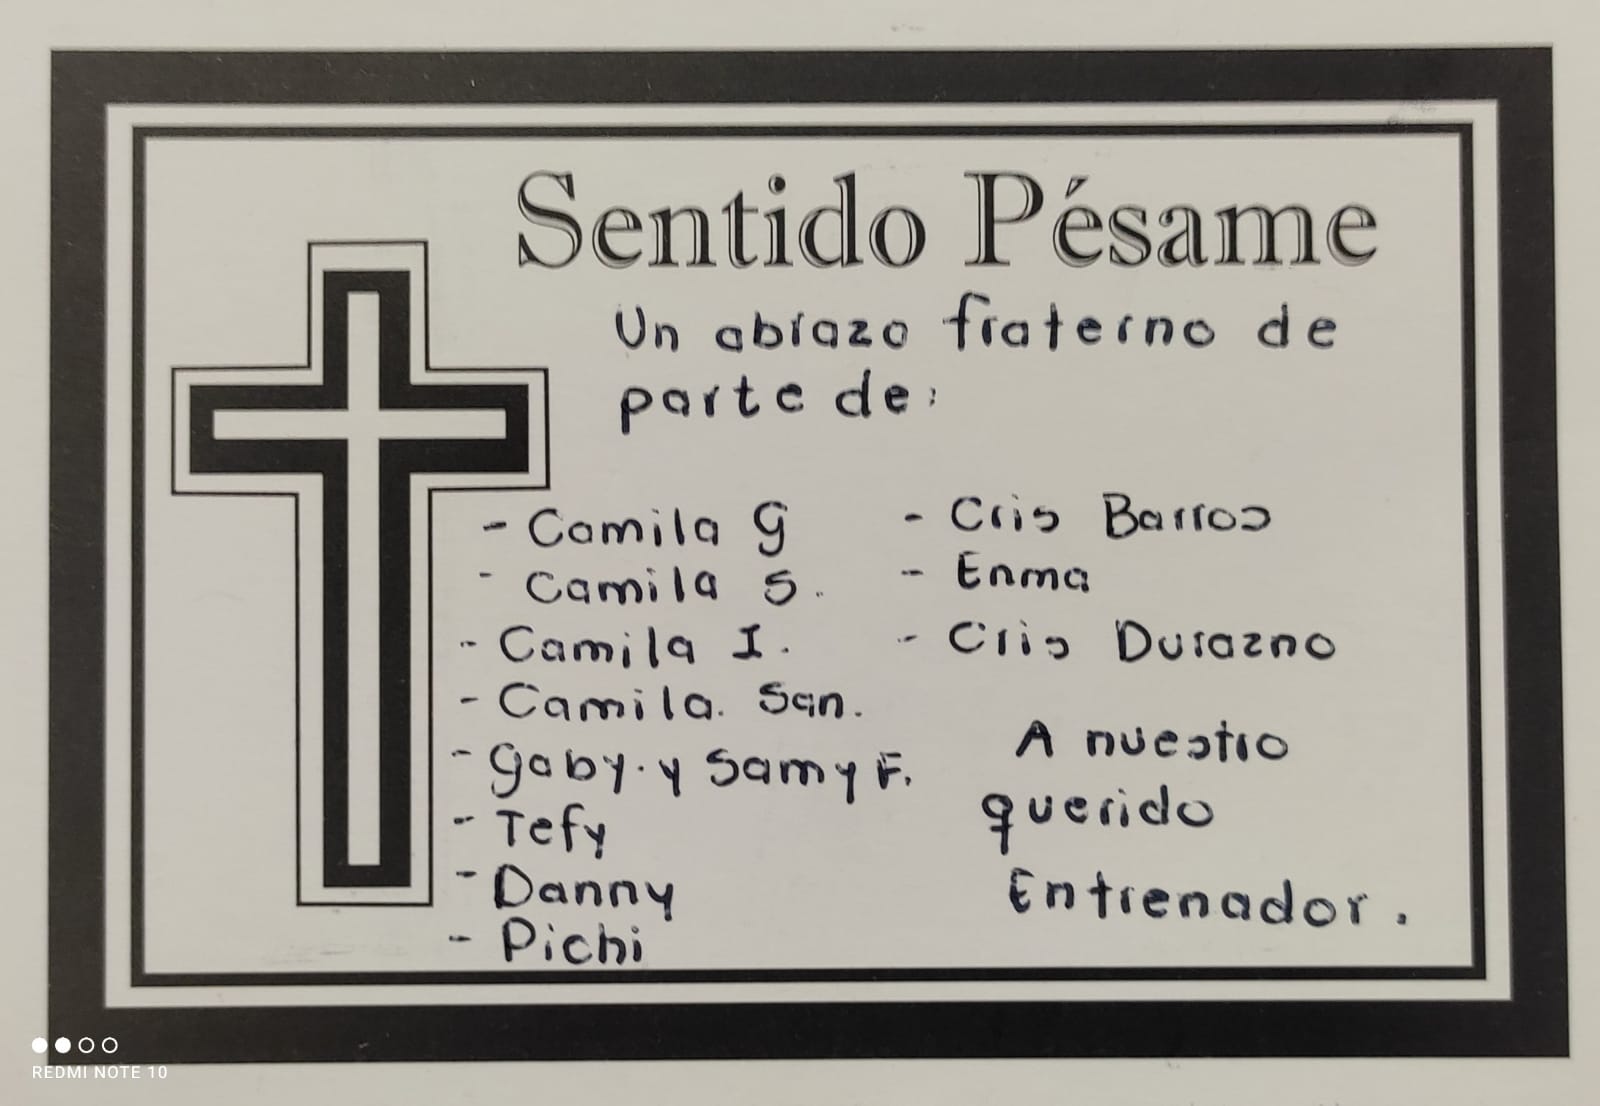 Sentido Pésame
Un abrazo fraterno de
parte de:
- Camila G
- Camila S.
- Camila I.
- Camila. San.
- Gaby. y Samy F.
- Tefy
- Danny
- Pichi
- Cris Barros
- Enma
- Cris Durazno
A nuestro
querido
Entrenador.
REDMI NOTE 10